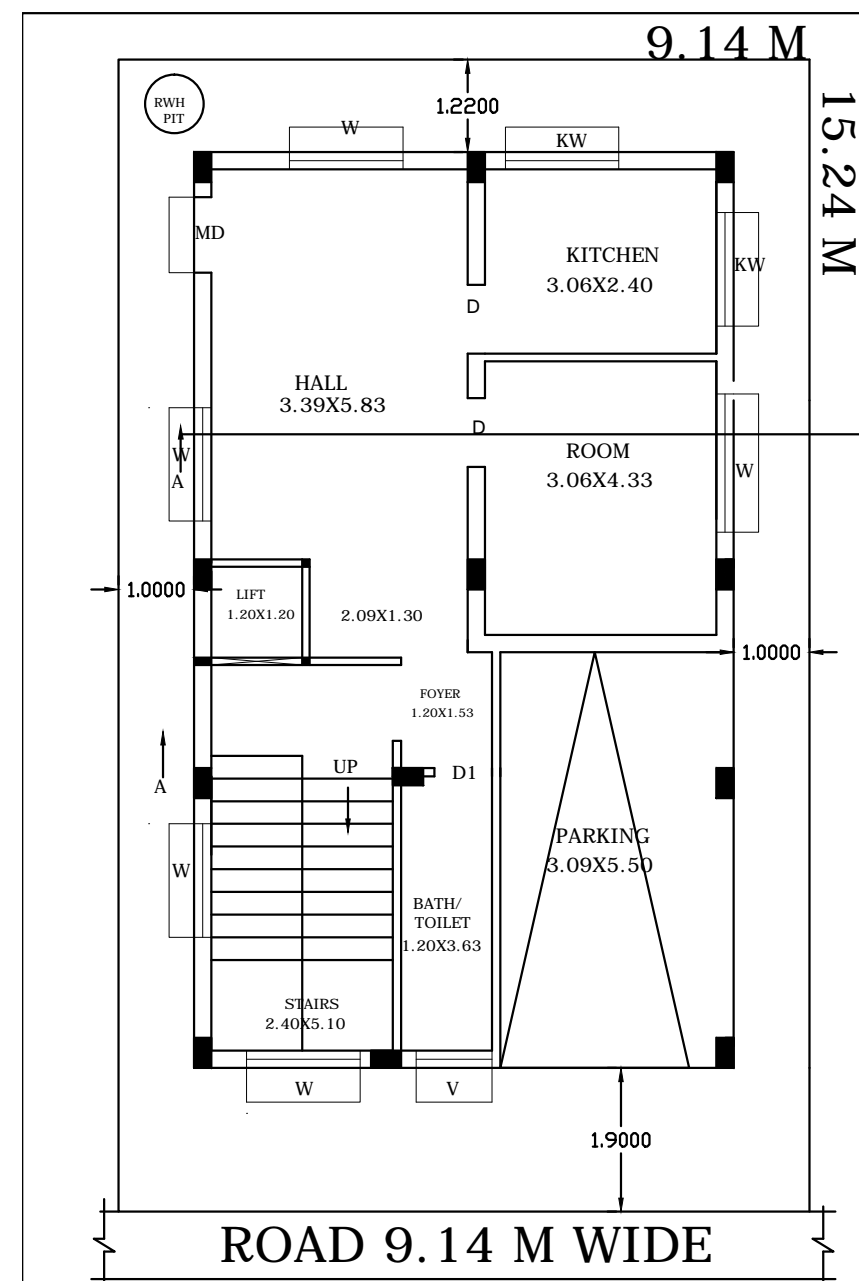 9.14 M
15.24 M
RWH
PIT
1.2200
W
KW
MD
KITCHEN
3.06X2.40
KW
D
HALL
3.39X5.83
D
ROOM
3.06X4.33
W
A
W
1.0000
LIFT
1.20X1.20
2.09X1.30
1.0000
FOYER
1.20X1.53
A
UP
D1
PARKING
3.09X5.50
W
BATH/
TOILET
1.20X3.63
STAIRS
2.40X5.10
W
V
1.9000
ROAD 9.14 M WIDE